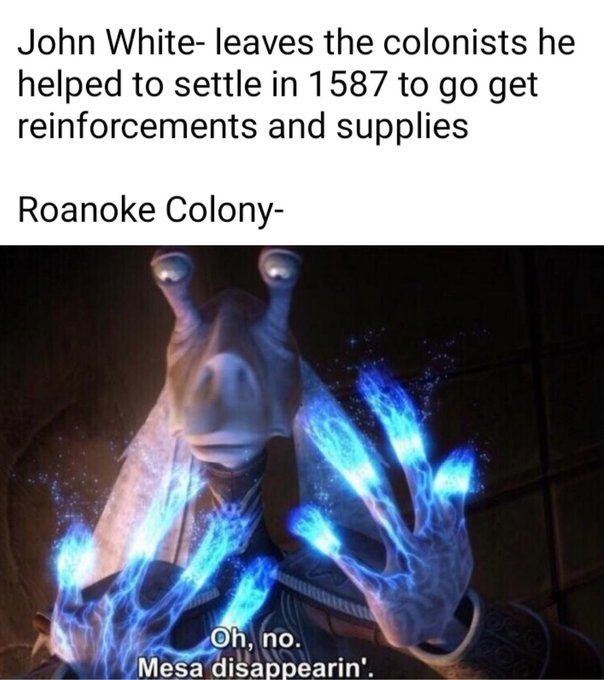 John White- leaves the colonists he
helped to settle in 1587 to go get
reinforcements and supplies
Roanoke Colony-
Oh, no.
Mesa disappearin'.